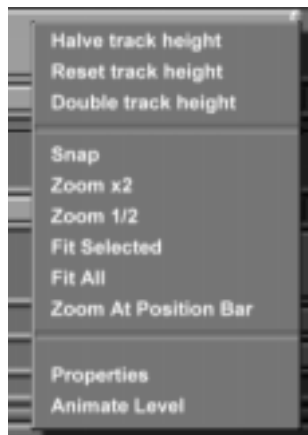 Halve track height
Reset track height
Double track height
Snap
Zoom x2
Zoom 1/2
Fit Selected
Fit All
Zoom At Position Bar
Properties
Animate Level